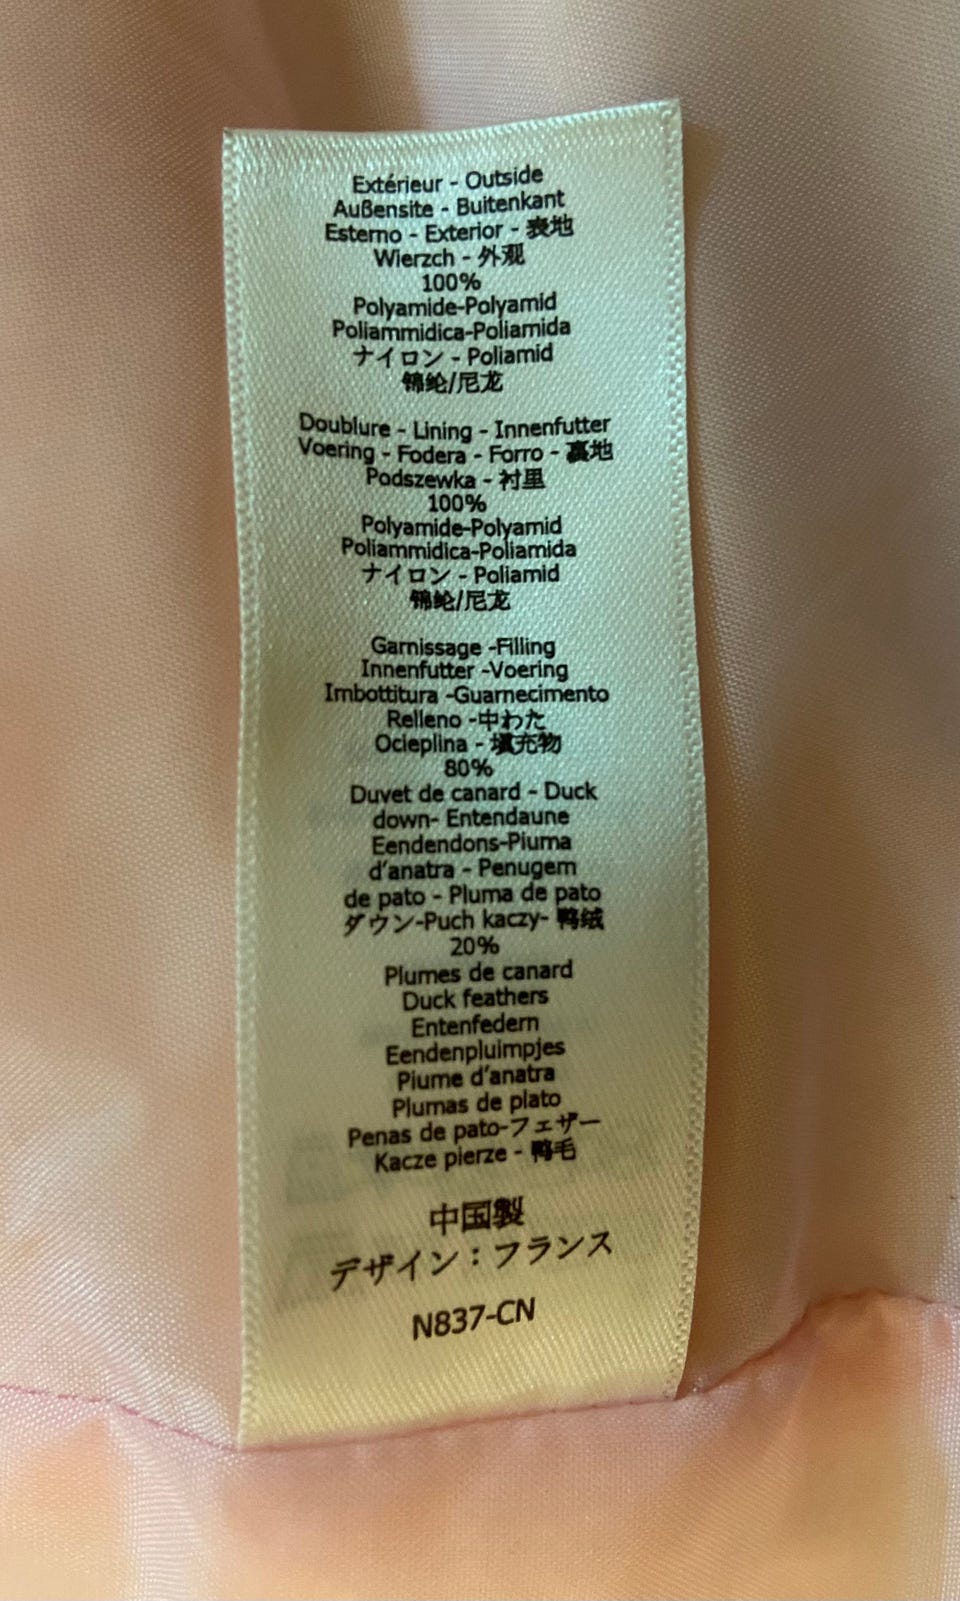 Extérieur - Outside
Außensite - Buitenkant
Esterno - Exterior - 表地
Wierzch - 外观
100%
Polyamide-Polyamid
Poliammidica-Poliamida
ナイロン - Poliamid
锦纶/尼龙
Doublure - Lining - Innenfutter
Voering - Fodera - Forro - 裏地
Podszewka - 衬里
100%
Polyamide-Polyamid
Poliammidica-Poliamida
ナイロン - Poliamid
锦纶/尼龙
Garnissage -Filling
Innenfutter -Voering
Imbottitura -Guarnecimento
Relleno -中わた
Ocieplina - 填充物
80%
Duvet de canard - Duck
down- Entendaune
Eendendons-Piuma
d'anatra - Penugem
de pato - Pluma de pato
ダウン-Puch kaczy- 鸭绒
20%
Plumes de canard
Duck feathers
Entenfedern
Eendenpluimpjes
Piume d'anatra
Plumas de plato
Penas de pato-フェザー
Kacze pierze - 鸭毛
中国製
デザイン：フランス
N837-CN